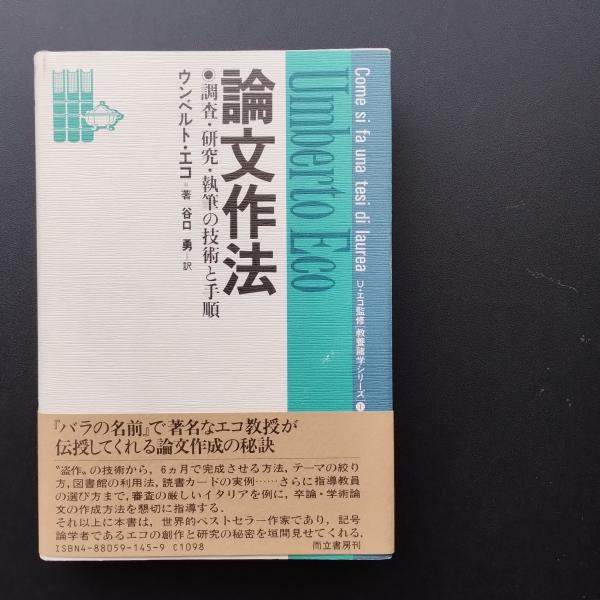 Come si fa una tesi di laurea
U・エコ監修 教養諸学シリーズ 1
Umberto Eco
論文作法
●調査・研究・執筆の技術と手順
ウンベルト・エコ=著 谷口 勇—訳
『バラの名前』で著名なエコ教授が
伝授してくれる論文作成の秘訣
〝盗作〟の技術から，6ヵ月で完成させる方法，テーマの絞り
方，図書館の利用法，読書カードの実例……さらに指導教員
の選び方まで，審査の厳しいイタリアを例に，卒論・学術論
文の作成方法を懇切に指導する．
それ以上に本書は，世界的ベストセラー作家であり，記号
論学者であるエコの創作と研究の秘密を垣間見せてくれる．
ISBN4-88059-145-9 C1098
而立書房刊